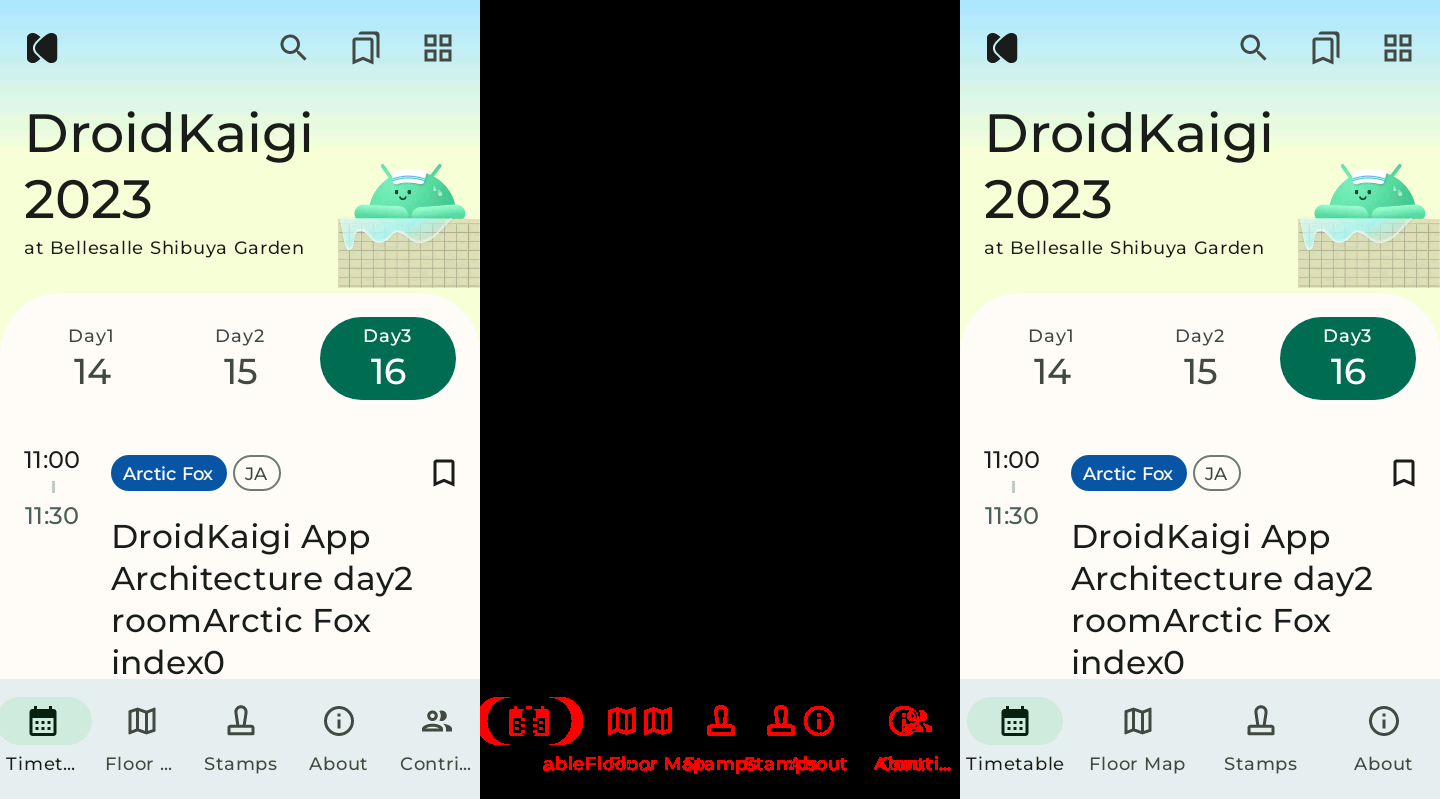 DroidKaigi
2023
at Bellesalle Shibuya Garden
Day1
14
Day2
15
Day3
16
11:00
11:30
Arctic Fox
JA
DroidKaigi App
Architecture day2
roomArctic Fox
index0
Timet...
Floor ...
Stamps
About
Contri...
DroidKaigi
2023
at Bellesalle Shibuya Garden
Day1
14
Day2
15
Day3
16
11:00
11:30
Arctic Fox
JA
DroidKaigi App
Architecture day2
roomArctic Fox
index0
Timetable
Floor Map
Stamps
About